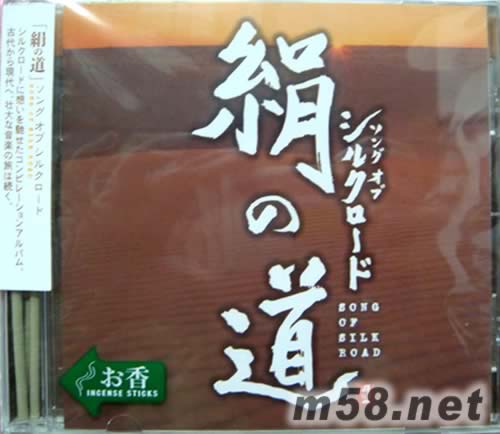 「絹の道」ソング オブ シルクロード
SONG OF SILK ROAD
シルクロードに想いを馳せたコンピレーションアルバム。
古代から現代へ、壮大な音楽の旅は続く。
絹の道
ソング オブ
シルクロード
SONG
OF
SILK
ROAD
お香
INCENSE STICKS
m58.net